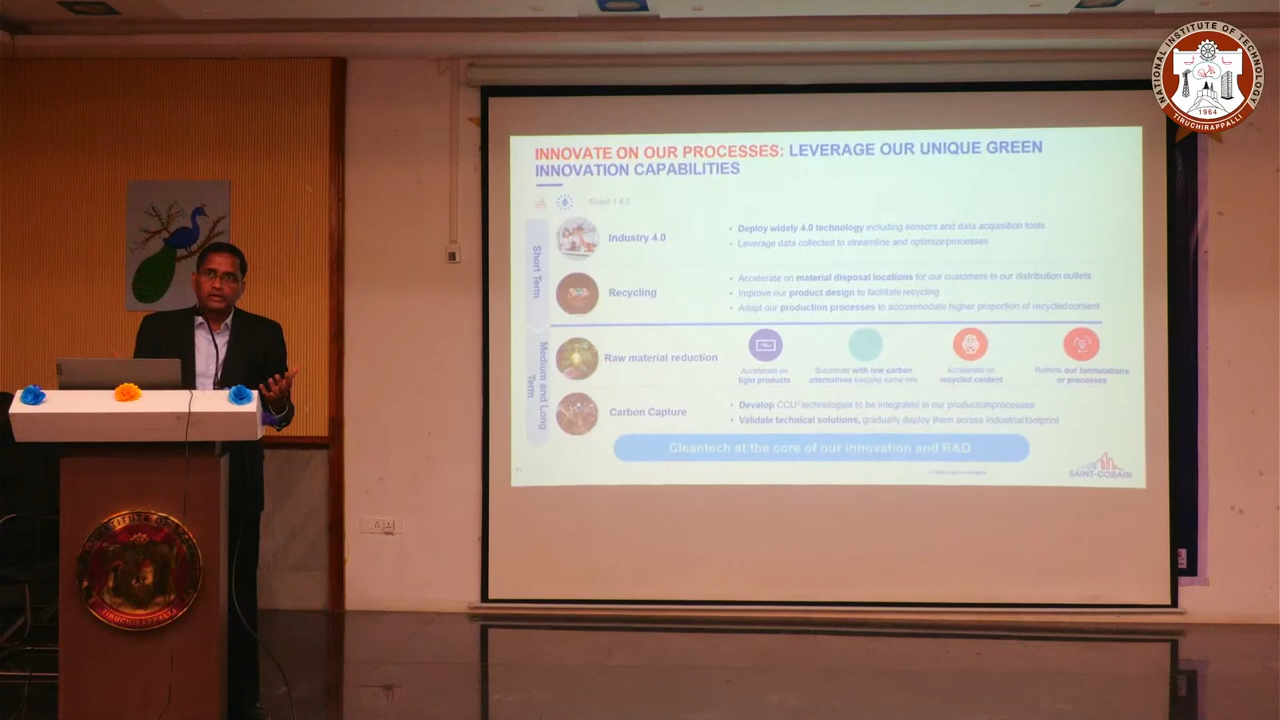 NATIONAL INSTITUTE OF TECHNOLOGY
1964
TIRUCHIRAPPALLI
INNOVATE ON OUR PROCESSES: LEVERAGE OUR UNIQUE GREEN
INNOVATION CAPABILITIES
Short Term
Industry 4.0
• Deploy widely 4.0 technology including sensors and data acquisition tools
• Leverage data collected to streamline and optimize processes
Recycling
• Accelerate on material disposal locations for our customers in our distribution outlets
• Improve our product design to facilitate recycling
• Adapt our production processes to accommodate higher proportion of recycled content
Medium and Long
Term
Raw material reduction
Accelerate on
light products
Substitute with low carbon
alternatives keeping same mix
Accelerate on
recycled content
Rethink our formulations
or processes
Carbon Capture
• Develop CCU¹ technologies to be integrated in our production processes
• Validate technical solutions, gradually deploy them across industrial footprint
Cleantech at the core of our innovation and R&D
SAINT-GOBAIN
TIRUCHIRAPPALLI